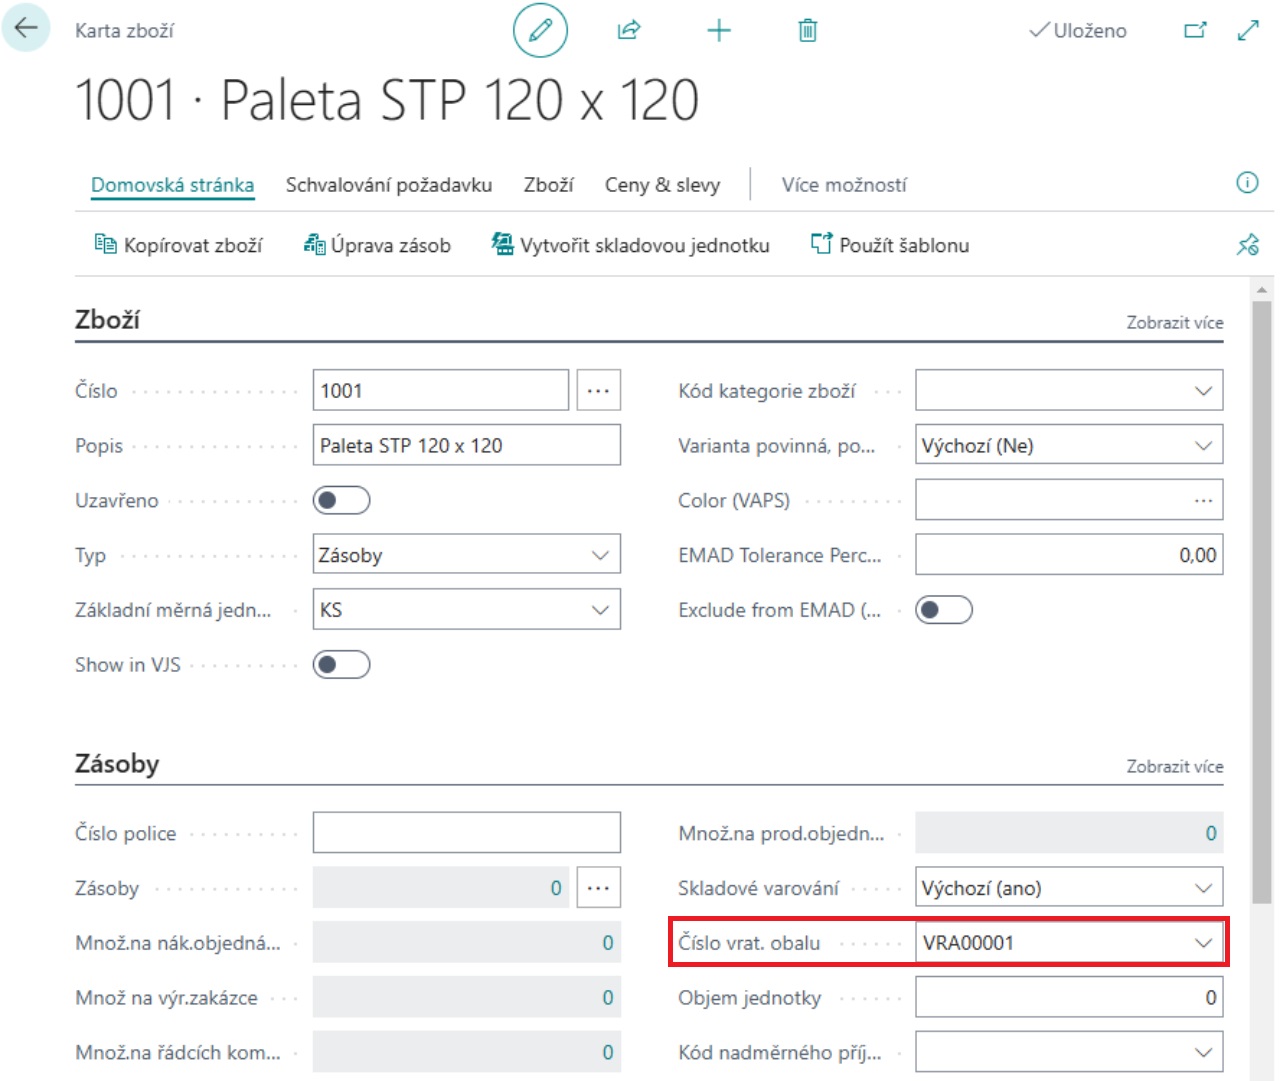 Karta zboží
Uloženo
1001 · Paleta STP 120 x 120
Domovská stránka Schvalování požadavku Zboží Ceny & slevy Více možností
Kopírovat zboží Úprava zásob Vytvořit skladovou jednotku Použít šablonu
Zboží Zobrazit více
Číslo 1001 ... Kód kategorie zboží
Popis Paleta STP 120 x 120 Varianta povinná, po... Výchozí (Ne)
Uzavřeno Color (VAPS) ...
Typ Zásoby EMAD Tolerance Perc... 0,00
Základní měrná jedn... KS Exclude from EMAD (...
Show in VJS
Zásoby Zobrazit více
Číslo police Množ.na prod.objedn... 0
Zásoby 0 ... Skladové varování Výchozí (ano)
Množ.na nák.objedná... 0 Číslo vrat. obalu VRA00001
Množ na výr.zakázce 0 Objem jednotky 0
Množ.na řádcích kom... 0 Kód nadměrného příj...